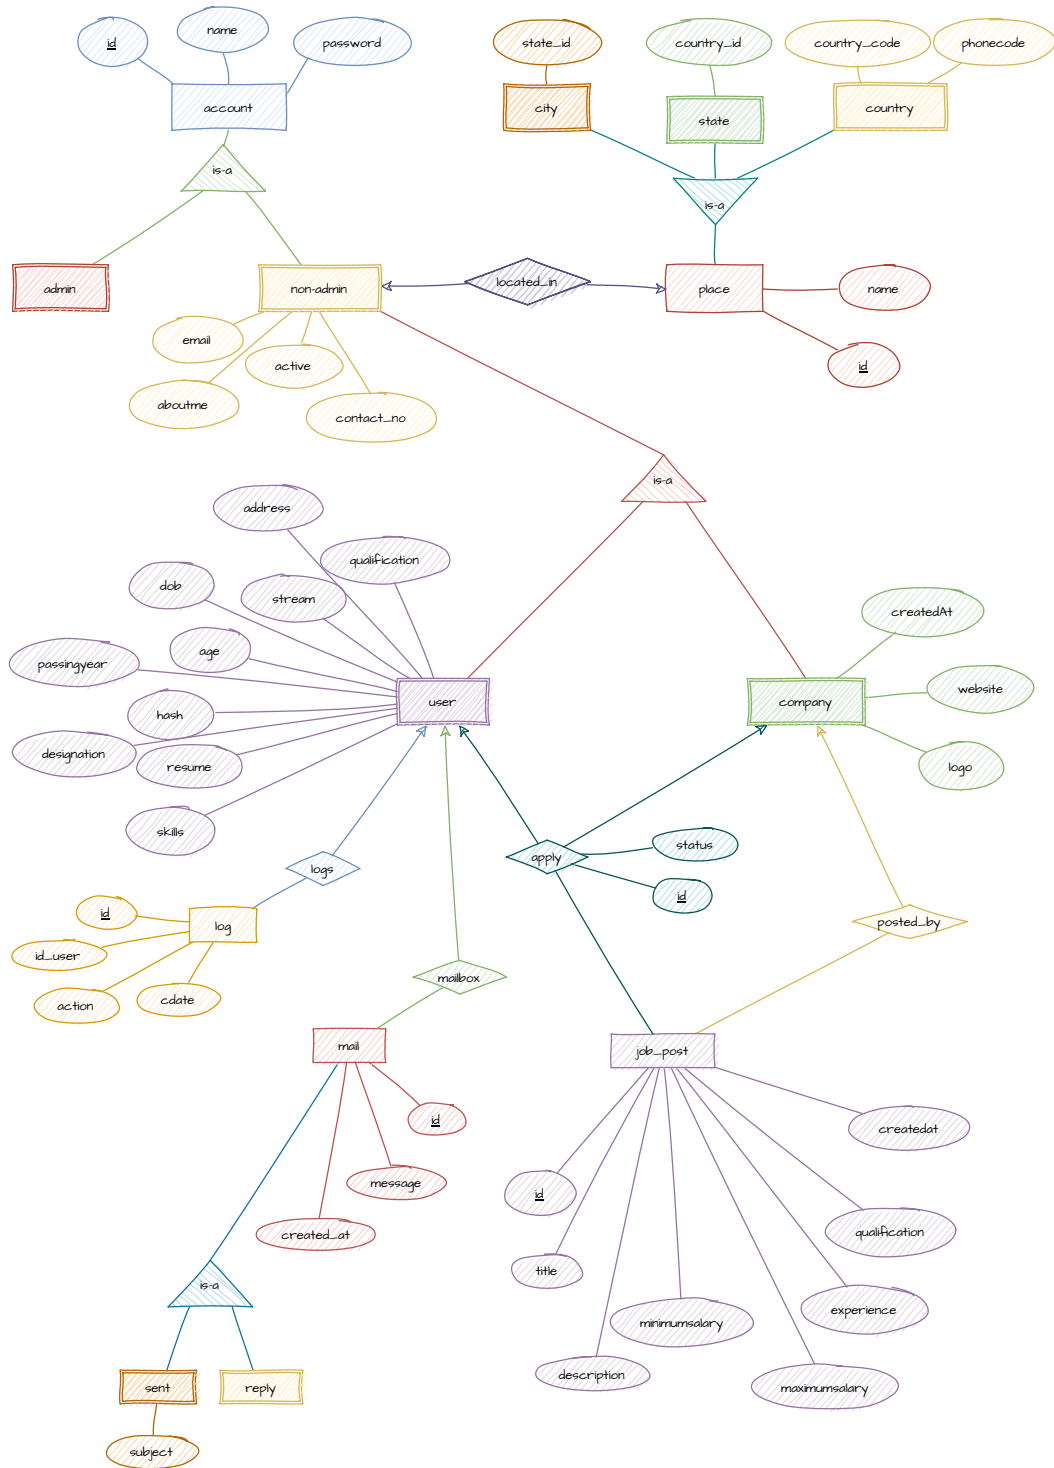 id
name
password
state_id
country_id
country_code
phonecode
account
city
state
country
is-a
is-a
admin
non-admin
located_in
place
name
email
active
id
aboutme
contact_no
is-a
address
qualification
dob
stream
createdAt
age
passingyear
website
user
company
hash
designation
resume
logo
skills
status
apply
logs
id
id
log
posted_by
id_user
mailbox
action
cdate
mail
job_post
id
createdat
message
id
created_at
qualification
title
is-a
experience
minimumsalary
description
sent
reply
maximumsalary
subject